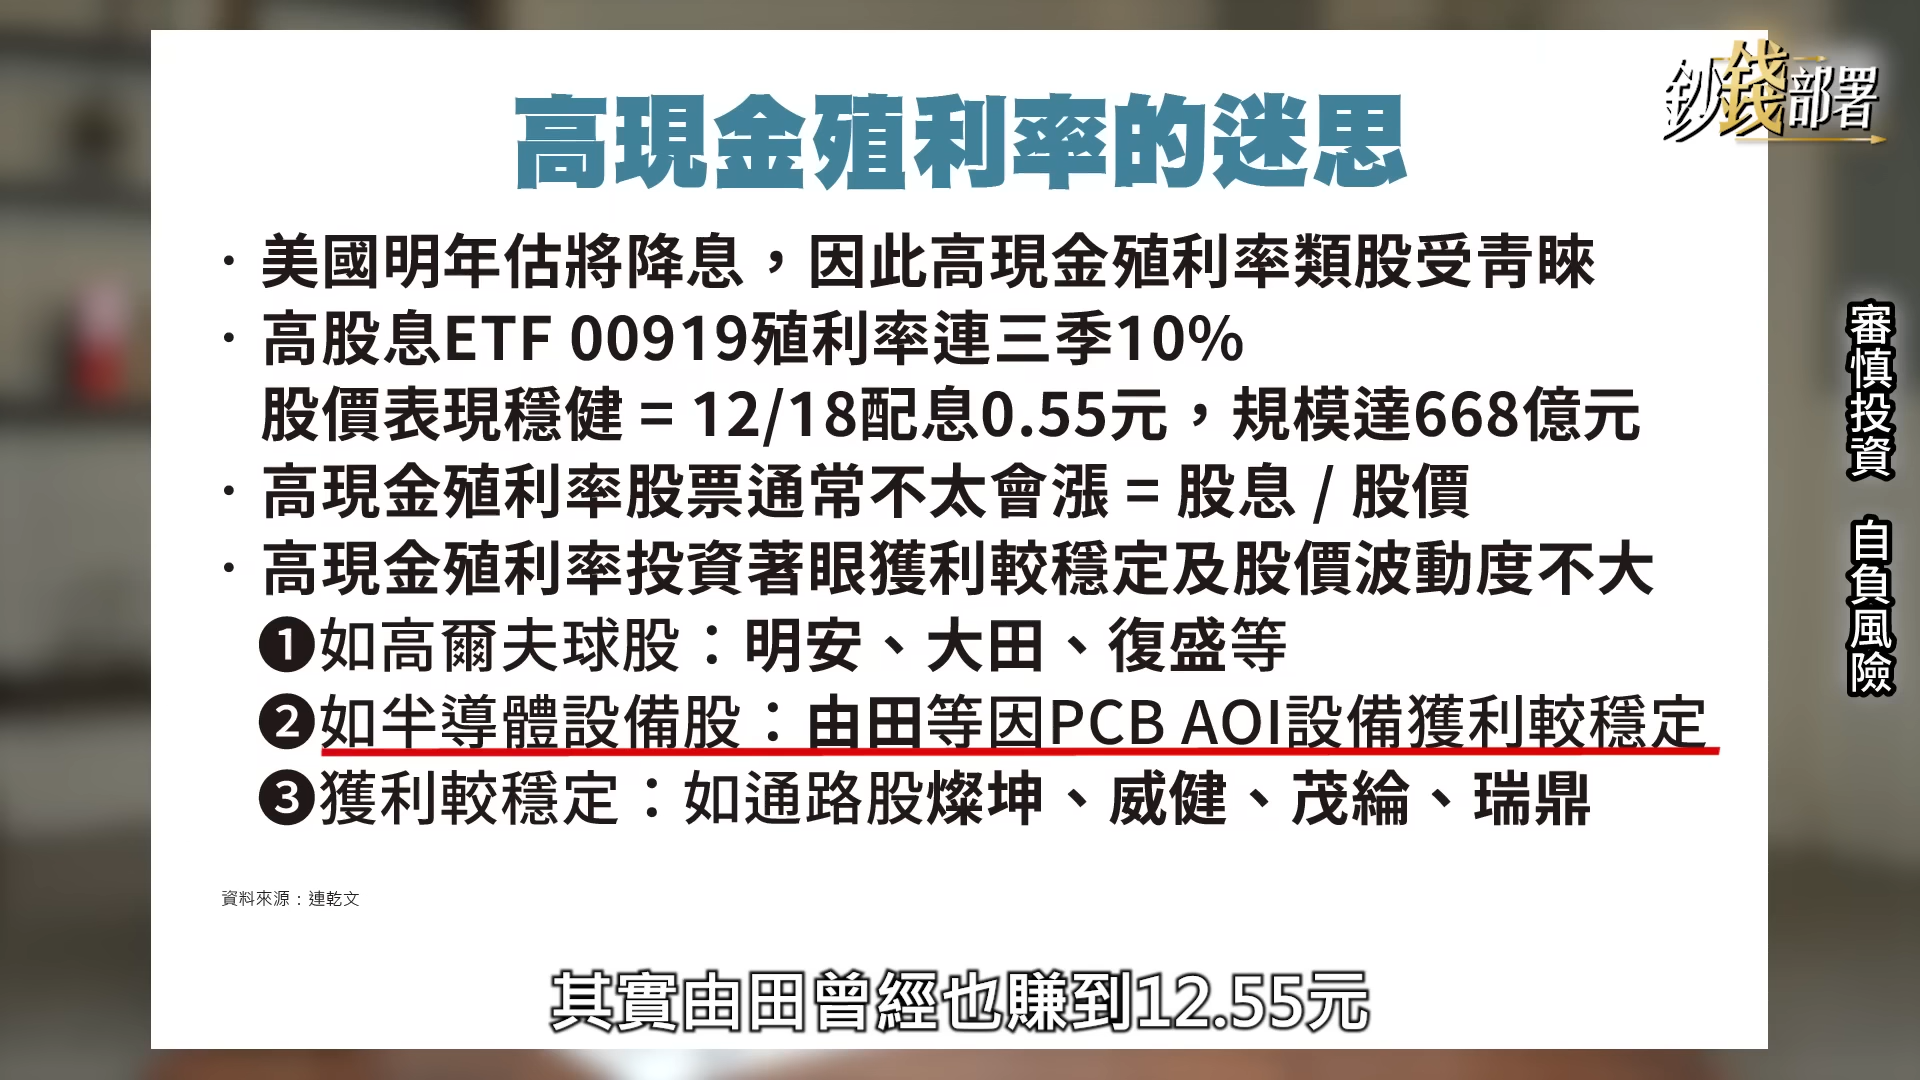 高現金殖利率的迷思
鈔錢部署
· 美國明年估將降息，因此高現金殖利率類股受青睞
· 高股息ETF 00919殖利率連三季10%
股價表現穩健 = 12/18配息0.55元，規模達668億元
· 高現金殖利率股票通常不太會漲 = 股息 / 股價
· 高現金殖利率投資著眼獲利較穩定及股價波動度不大
❶如高爾夫球股：明安、大田、復盛等
❷如半導體設備股：由田等因PCB AOI設備獲利較穩定
❸獲利較穩定：如通路股燦坤、威健、茂綸、瑞鼎
資料來源：連乾文
其實由田曾經也賺到12.55元
審慎投資 自負風險